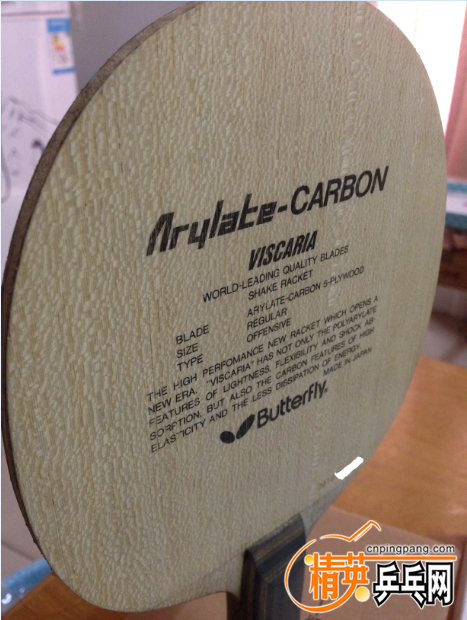 Arylate-CARBON
VISCARIA
WORLD-LEADING QUALITY BLADES
SHAKE RACKET
BLADE ARYLATE-CARBON 5-PLYWOOD
SIZE REGULAR
TYPE OFFENSIVE
THE HIGH PERFOMANCE NEW RACKET WHICH OPENS A
NEW ERA. "VISCARIA" HAS NOT ONLY THE POLYARYLATE
FEATURES OF LIGHTNESS, FLEXIBILITY AND SHOCK AB-
SORPTION, BUT ALSO THE CARBON FEATURES OF HIGH
ELASTICITY AND THE LESS DISSIPATION OF ENERGY.
MADE IN JAPAN
Butterfly.
cnpingpang.com
精英乒乓网